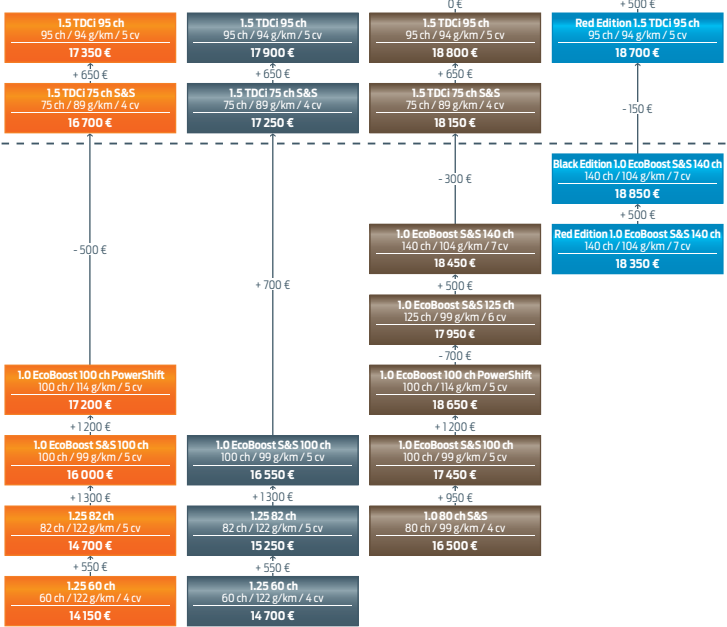 0 €
+ 500 €
1.5 TDCi 95 ch
95 ch / 94 g/km / 5 cv
17 350 €
1.5 TDCi 95 ch
95 ch / 94 g/km / 5 cv
17 900 €
1.5 TDCi 95 ch
95 ch / 94 g/km / 5 cv
18 800 €
Red Edition 1.5 TDCi 95 ch
95 ch / 94 g/km / 5 cv
18 700 €
+ 650 €
+ 650 €
+ 650 €
1.5 TDCi 75 ch S&S
75 ch / 89 g/km / 4 cv
16 700 €
1.5 TDCi 75 ch S&S
75 ch / 89 g/km / 4 cv
17 250 €
1.5 TDCi 75 ch S&S
75 ch / 89 g/km / 4 cv
18 150 €
- 150 €
- 300 €
Black Edition 1.0 EcoBoost S&S 140 ch
140 ch / 104 g/km / 7 cv
18 850 €
+ 500 €
1.0 EcoBoost S&S 140 ch
140 ch / 104 g/km / 7 cv
18 450 €
Red Edition 1.0 EcoBoost S&S 140 ch
140 ch / 104 g/km / 7 cv
18 350 €
- 500 €
+ 700 €
+ 500 €
1.0 EcoBoost S&S 125 ch
125 ch / 99 g/km / 6 cv
17 950 €
- 700 €
1.0 EcoBoost 100 ch PowerShift
100 ch / 114 g/km / 5 cv
17 200 €
1.0 EcoBoost 100 ch PowerShift
100 ch / 114 g/km / 5 cv
18 650 €
+ 1 200 €
+ 1 200 €
1.0 EcoBoost S&S 100 ch
100 ch / 99 g/km / 5 cv
16 000 €
1.0 EcoBoost S&S 100 ch
100 ch / 99 g/km / 5 cv
16 550 €
1.0 EcoBoost S&S 100 ch
100 ch / 99 g/km / 5 cv
17 450 €
+ 1 300 €
+ 1 300 €
+ 950 €
1.25 82 ch
82 ch / 122 g/km / 5 cv
14 700 €
1.25 82 ch
82 ch / 122 g/km / 5 cv
15 250 €
1.0 80 ch S&S
80 ch / 99 g/km / 4 cv
16 500 €
+ 550 €
+ 550 €
1.25 60 ch
60 ch / 122 g/km / 4 cv
14 150 €
1.25 60 ch
60 ch / 122 g/km / 4 cv
14 700 €